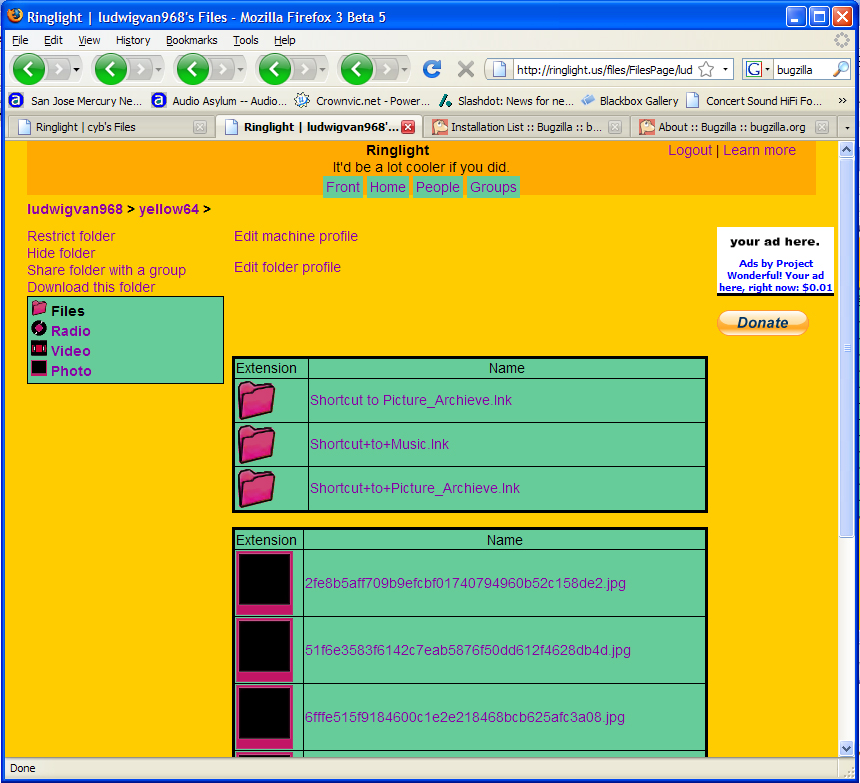 Ringlight | ludwigvan968's Files - Mozilla Firefox 3 Beta 5
File Edit View History Bookmarks Tools Help
http://ringlight.us/files/FilesPage/lud
G bugzilla
San Jose Mercury Ne... Audio Asylum -- Audio... Crownvic.net - Power... Slashdot: News for ne... Blackbox Gallery Concert Sound HiFi Fo... »
Ringlight | cyb's Files Ringlight | ludwigvan968'... Installation List :: Bugzilla :: b... About :: Bugzilla :: bugzilla.org
Ringlight
It'd be a lot cooler if you did.
Logout | Learn more
Front Home People Groups
ludwigvan968 > yellow64 >
Restrict folder
Hide folder
Share folder with a group
Download this folder
Files
Radio
Video
Photo
Edit machine profile
Edit folder profile
your ad here.
Ads by Project
Wonderful! Your ad
here, right now: $0.01
Donate
Extension Name
Shortcut to Picture_Archieve.lnk
Shortcut+to+Music.lnk
Shortcut+to+Picture_Archieve.lnk
Extension Name
2fe8b5aff709b9efcbf01740794960b52c158de2.jpg
51f6e3583f6142c7eab5876f50dd612f4628db4d.jpg
6fffe515f9184600c1e2e218468bcb625afc3a08.jpg
Done